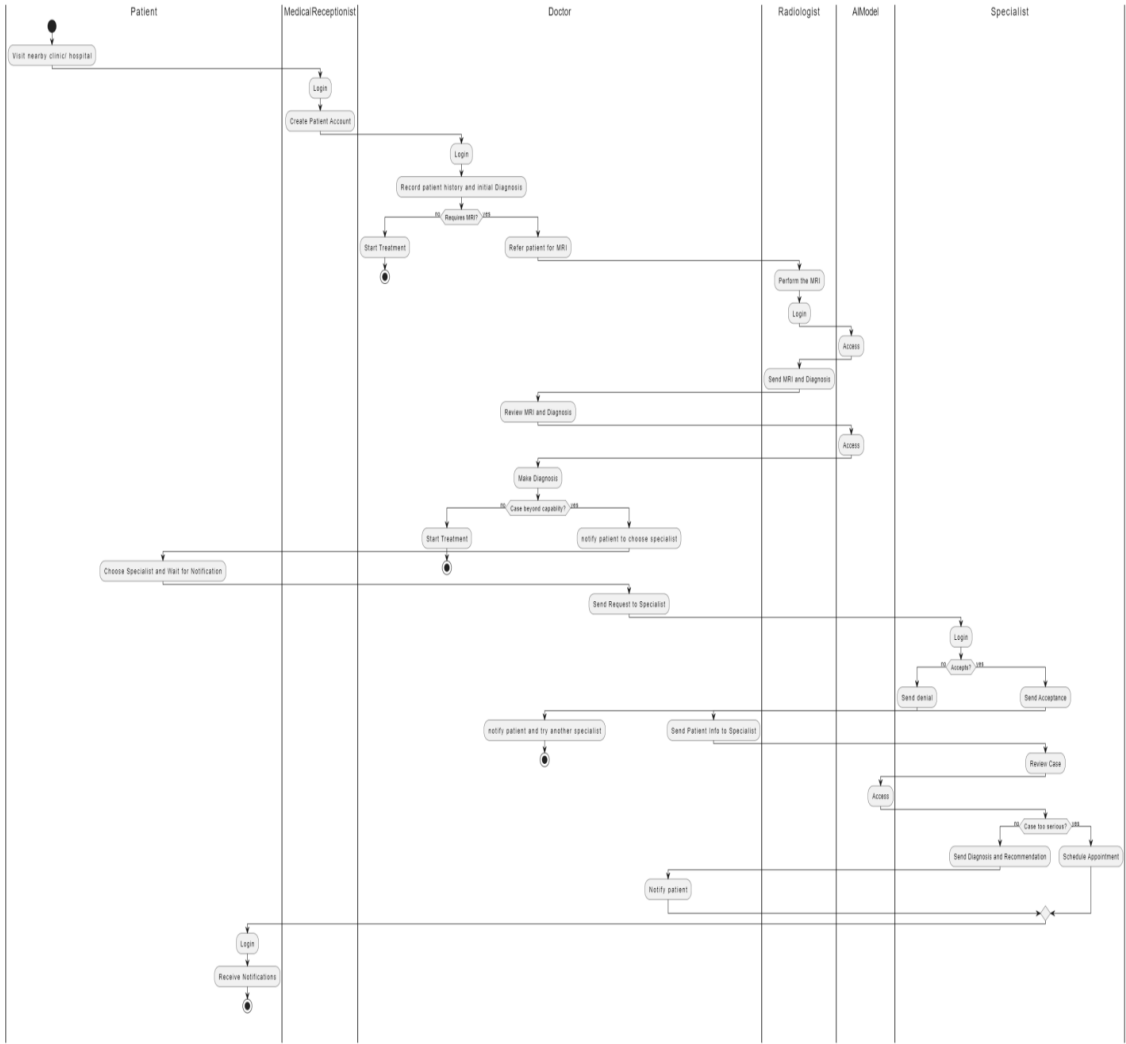 Patient
MedicalReceptionist
Doctor
Radiologist
AIModel
Specialist
Visit nearby clinic/ hospital
Login
Create Patient Account
Login
Record patient history and initial Diagnosis
no
Requires MRI?
yes
Start Treatment
Refer patient for MRI
Perform the MRI
Login
Access
Send MRI and Diagnosis
Review MRI and Diagnosis
Access
Make Diagnosis
no
Case beyond capablity?
yes
Start Treatment
notify patient to choose specialist
Choose Specialist and Wait for Notification
Send Request to Specialist
Login
no
Accepts?
yes
Send denial
Send Acceptance
notify patient and try another specialist
Send Patient Info to Specialist
Review Case
Access
no
Case too serious?
yes
Send Diagnosis and Recommendation
Schedule Appointment
Notify patient
Login
Receive Notifications